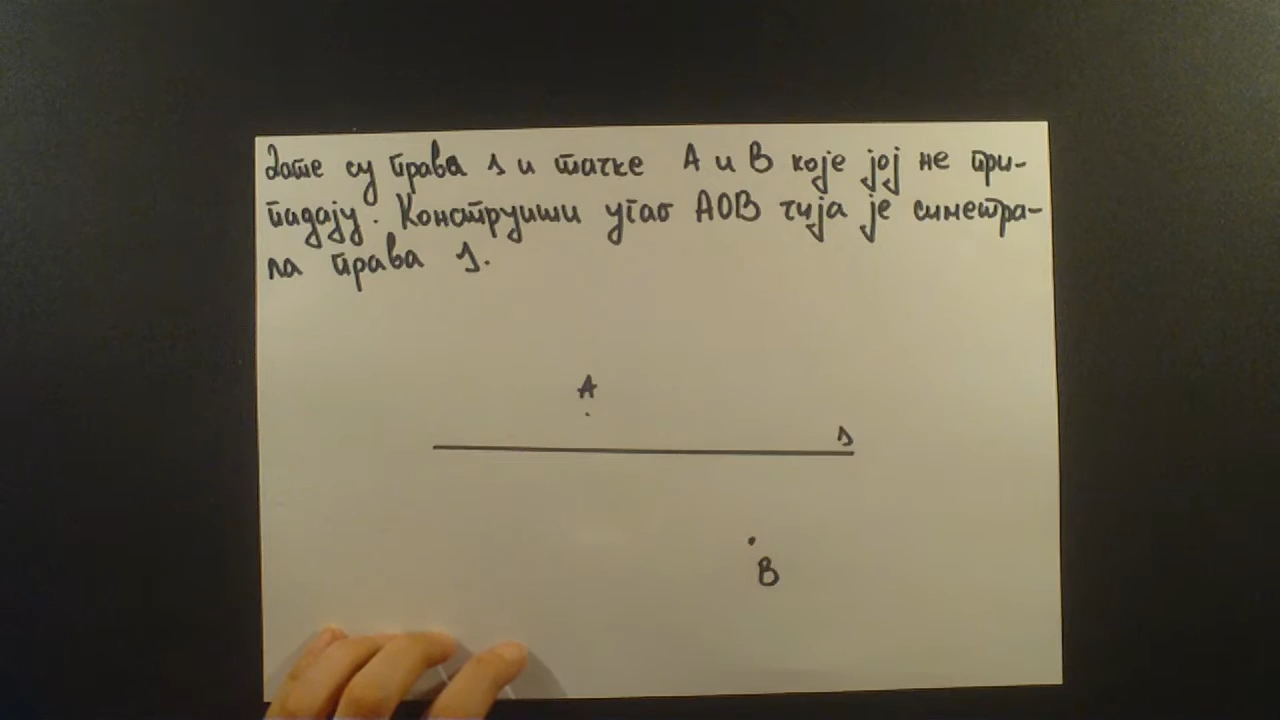 Дате су права s и тачке A и B које јој не при-
падају. Конструиши угао AOB чија је симетра-
ла права s.
A
s
B